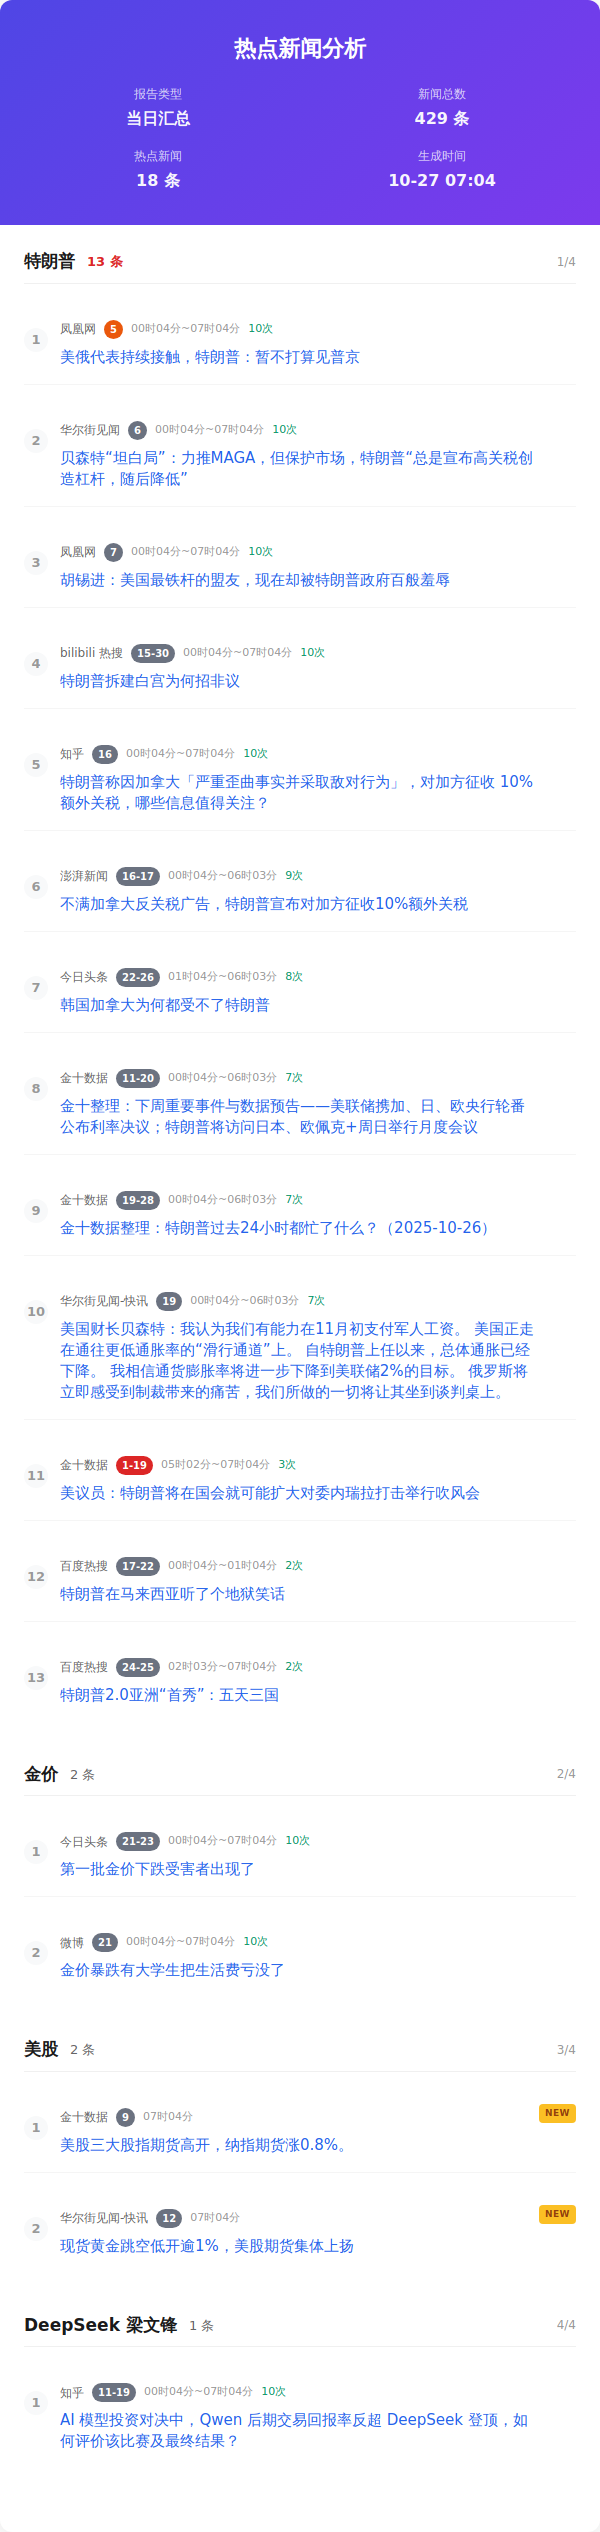 热点新闻分析
报告类型
新闻总数
当日汇总
429 条
热点新闻
生成时间
18 条
10-27 07:04
特朗普 13 条 1/4
1
凤凰网 5 00时04分~07时04分 10次
美俄代表持续接触，特朗普：暂不打算见普京
2
华尔街见闻 6 00时04分~07时04分 10次
贝森特“坦白局”：力推MAGA，但保护市场，特朗普“总是宣布高关税创
造杠杆，随后降低”
3
凤凰网 7 00时04分~07时04分 10次
胡锡进：美国最铁杆的盟友，现在却被特朗普政府百般羞辱
4
bilibili 热搜 15-30 00时04分~07时04分 10次
特朗普拆建白宫为何招非议
5
知乎 16 00时04分~07时04分 10次
特朗普称因加拿大「严重歪曲事实并采取敌对行为」，对加方征收 10%
额外关税，哪些信息值得关注？
6
澎湃新闻 16-17 00时04分~06时03分 9次
不满加拿大反关税广告，特朗普宣布对加方征收10%额外关税
7
今日头条 22-26 01时04分~06时03分 8次
韩国加拿大为何都受不了特朗普
8
金十数据 11-20 00时04分~06时03分 7次
金十整理：下周重要事件与数据预告——美联储携加、日、欧央行轮番
公布利率决议；特朗普将访问日本、欧佩克+周日举行月度会议
9
金十数据 19-28 00时04分~06时03分 7次
金十数据整理：特朗普过去24小时都忙了什么？（2025-10-26）
10
华尔街见闻-快讯 19 00时04分~06时03分 7次
美国财长贝森特：我认为我们有能力在11月初支付军人工资。 美国正走
在通往更低通胀率的“滑行通道”上。 自特朗普上任以来，总体通胀已经
下降。 我相信通货膨胀率将进一步下降到美联储2%的目标。 俄罗斯将
立即感受到制裁带来的痛苦，我们所做的一切将让其坐到谈判桌上。
11
金十数据 1-19 05时02分~07时04分 3次
美议员：特朗普将在国会就可能扩大对委内瑞拉打击举行吹风会
12
百度热搜 17-22 00时04分~01时04分 2次
特朗普在马来西亚听了个地狱笑话
13
百度热搜 24-25 02时03分~07时04分 2次
特朗普2.0亚洲“首秀”：五天三国
金价 2 条 2/4
1
今日头条 21-23 00时04分~07时04分 10次
第一批金价下跌受害者出现了
2
微博 21 00时04分~07时04分 10次
金价暴跌有大学生把生活费亏没了
美股 2 条 3/4
1
金十数据 9 07时04分 NEW
美股三大股指期货高开，纳指期货涨0.8%。
2
华尔街见闻-快讯 12 07时04分 NEW
现货黄金跳空低开逾1%，美股期货集体上扬
DeepSeek 梁文锋 1 条 4/4
1
知乎 11-19 00时04分~07时04分 10次
AI 模型投资对决中，Qwen 后期交易回报率反超 DeepSeek 登顶，如
何评价该比赛及最终结果？